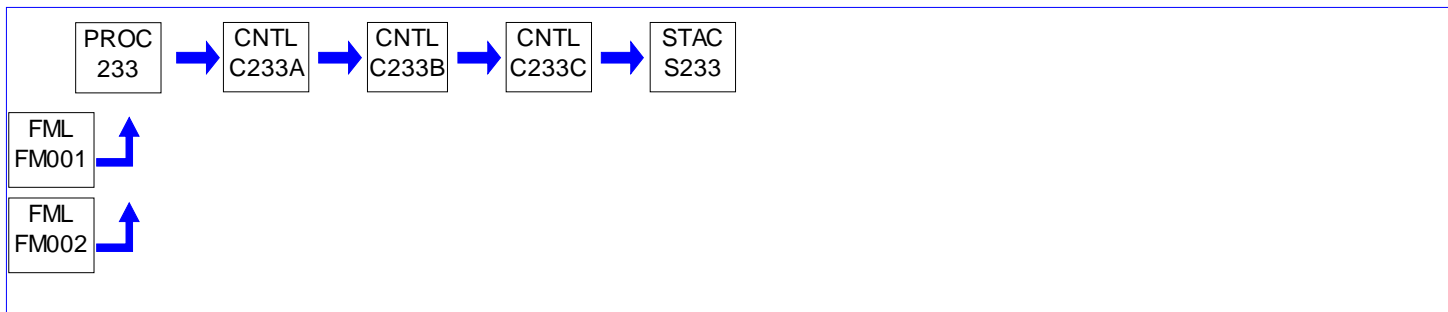 PROC
233
CNTL
C233A
CNTL
C233B
CNTL
C233C
STAC
S233
FML
FM001
FML
FM002